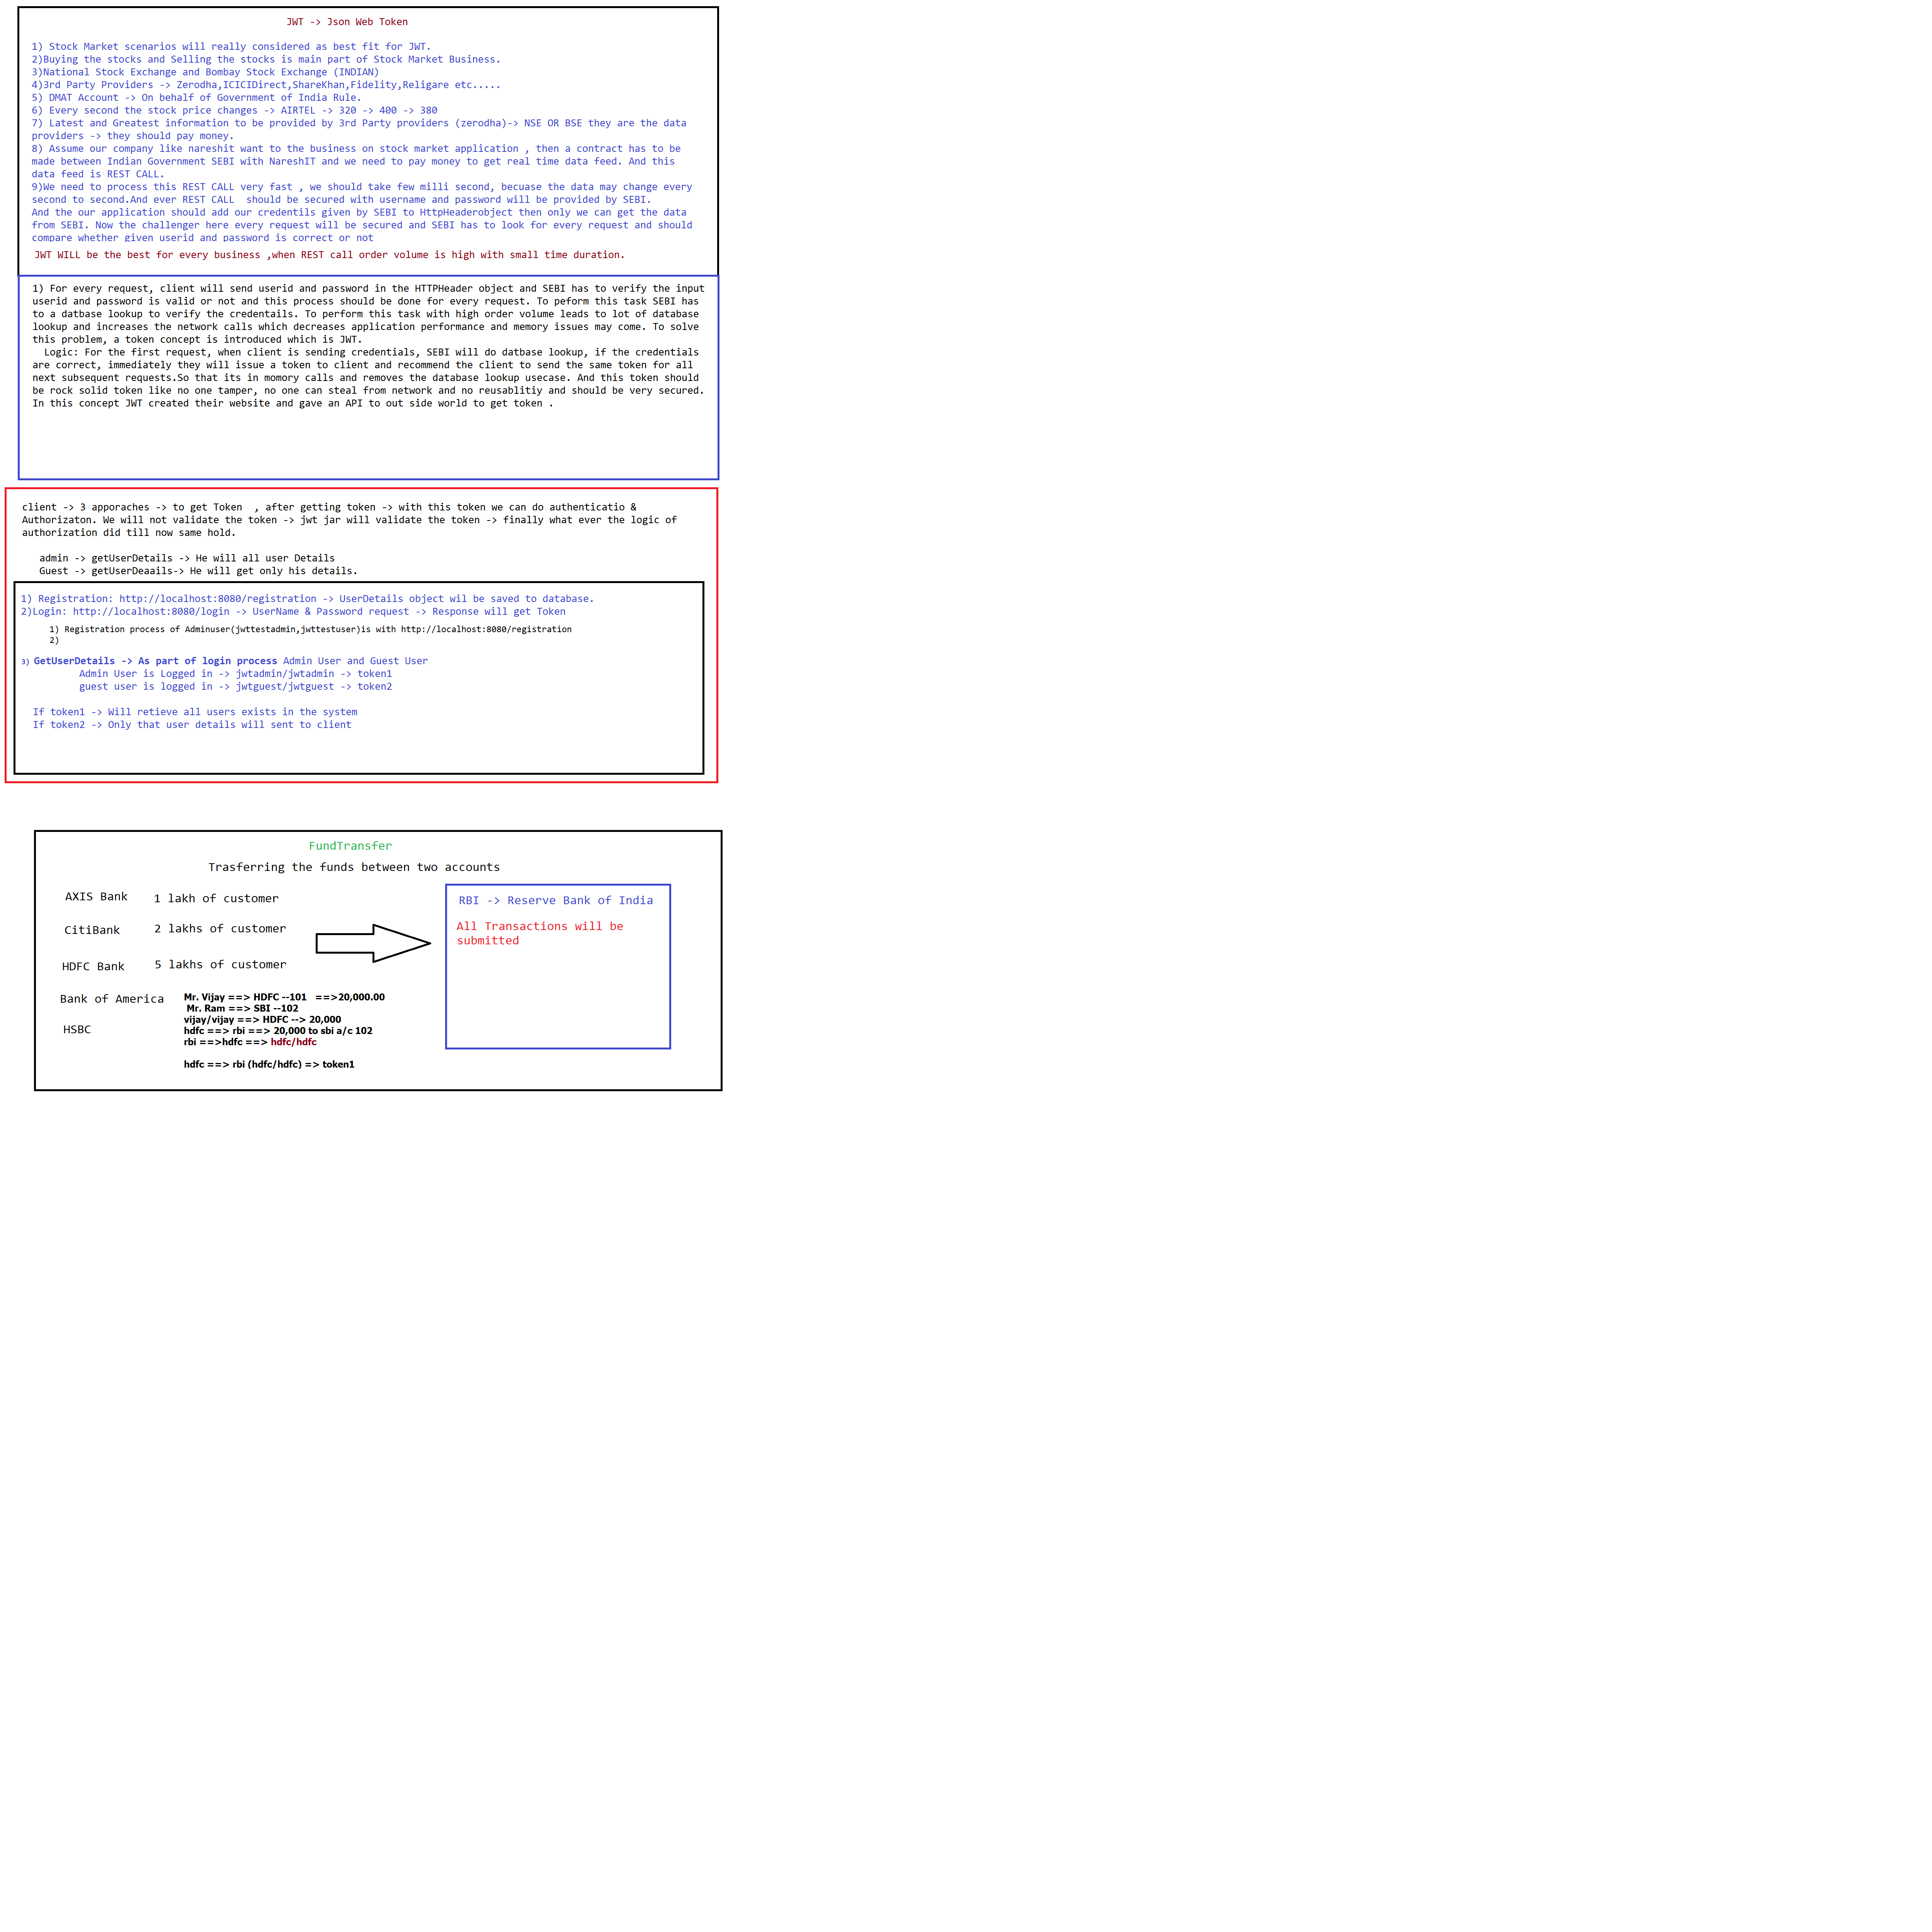 JWT -> Json Web Token
1) Stock Market scenarios will really considered as best fit for JWT.
2)Buying the stocks and Selling the stocks is main part of Stock Market Business.
3)National Stock Exchange and Bombay Stock Exchange (INDIAN)
4)3rd Party Providers -> Zerodha,ICICIDirect,ShareKhan,Fidelity,Religare etc.....
5) DMAT Account -> On behalf of Government of India Rule.
6) Every second the stock price changes -> AIRTEL -> 320 -> 400 -> 380
7) Latest and Greatest information to be provided by 3rd Party providers (zerodha)-> NSE OR BSE they are the data
providers -> they should pay money.
8) Assume our company like nareshit want to the business on stock market application , then a contract has to be
made between Indian Government SEBI with NareshIT and we need to pay money to get real time data feed. And this
data feed is REST CALL.
9)We need to process this REST CALL very fast , we should take few milli second, becuase the data may change every
second to second.And ever REST CALL  should be secured with username and password will be provided by SEBI.
And the our application should add our credentils given by SEBI to HttpHeaderobject then only we can get the data
from SEBI. Now the challenger here every request will be secured and SEBI has to look for every request and should
compare whether given userid and password is correct or not
JWT WILL be the best for every business ,when REST call order volume is high with small time duration.
1) For every request, client will send userid and password in the HTTPHeader object and SEBI has to verify the input
userid and password is valid or not and this process should be done for every request. To peform this task SEBI has
to a datbase lookup to verify the credentails. To perform this task with high order volume leads to lot of database
lookup and increases the network calls which decreases application performance and memory issues may come. To solve
this problem, a token concept is introduced which is JWT.
Logic: For the first request, when client is sending credentials, SEBI will do datbase lookup, if the credentials
are correct, immediately they will issue a token to client and recommend the client to send the same token for all
next subsequent requests.So that its in momory calls and removes the database lookup usecase. And this token should
be rock solid token like no one tamper, no one can steal from network and no reusablitiy and should be very secured.
In this concept JWT created their website and gave an API to out side world to get token .
client -> 3 apporaches -> to get Token  , after getting token -> with this token we can do authenticatio &
Authorizaton. We will not validate the token -> jwt jar will validate the token -> finally what ever the logic of
authorization did till now same hold.
admin -> getUserDetails -> He will all user Details
Guest -> getUserDeaails-> He will get only his details.
1) Registration: http://localhost:8080/registration -> UserDetails object wil be saved to database.
2)Login: http://localhost:8080/login -> UserName & Password request -> Response will get Token
1) Registration process of Adminuser(jwttestadmin,jwttestuser)is with http://localhost:8080/registration
2)
3) GetUserDetails -> As part of login process Admin User and Guest User
Admin User is Logged in -> jwtadmin/jwtadmin -> token1
guest user is logged in -> jwtguest/jwtguest -> token2
If token1 -> Will retieve all users exists in the system
If token2 -> Only that user details will sent to client
FundTransfer
Trasferring the funds between two accounts
AXIS Bank 1 lakh of customer
CitiBank 2 lakhs of customer
HDFC Bank 5 lakhs of customer
Bank of America
HSBC
Mr. Vijay ==> HDFC --101   ==>20,000.00
Mr. Ram ==> SBI --102
vijay/vijay ==> HDFC --> 20,000
hdfc ==> rbi ==> 20,000 to sbi a/c 102
rbi ==>hdfc ==> hdfc/hdfc
hdfc ==> rbi (hdfc/hdfc) => token1
RBI -> Reserve Bank of India
All Transactions will be
submitted